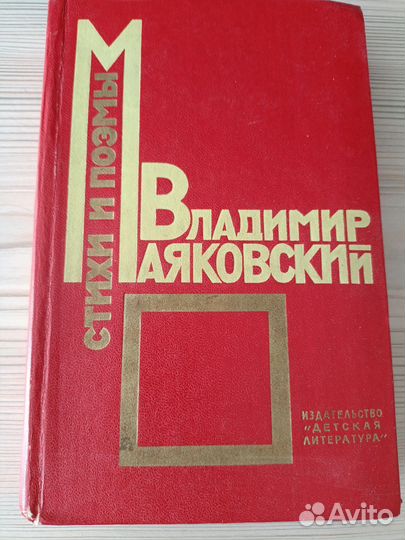 СТИХИ И ПОЭМЫ
ВЛАДИМИР
МАЯКОВСКИЙ
ИЗДАТЕЛЬСТВО
"ДЕТСКАЯ
ЛИТЕРАТУРА"
Avito